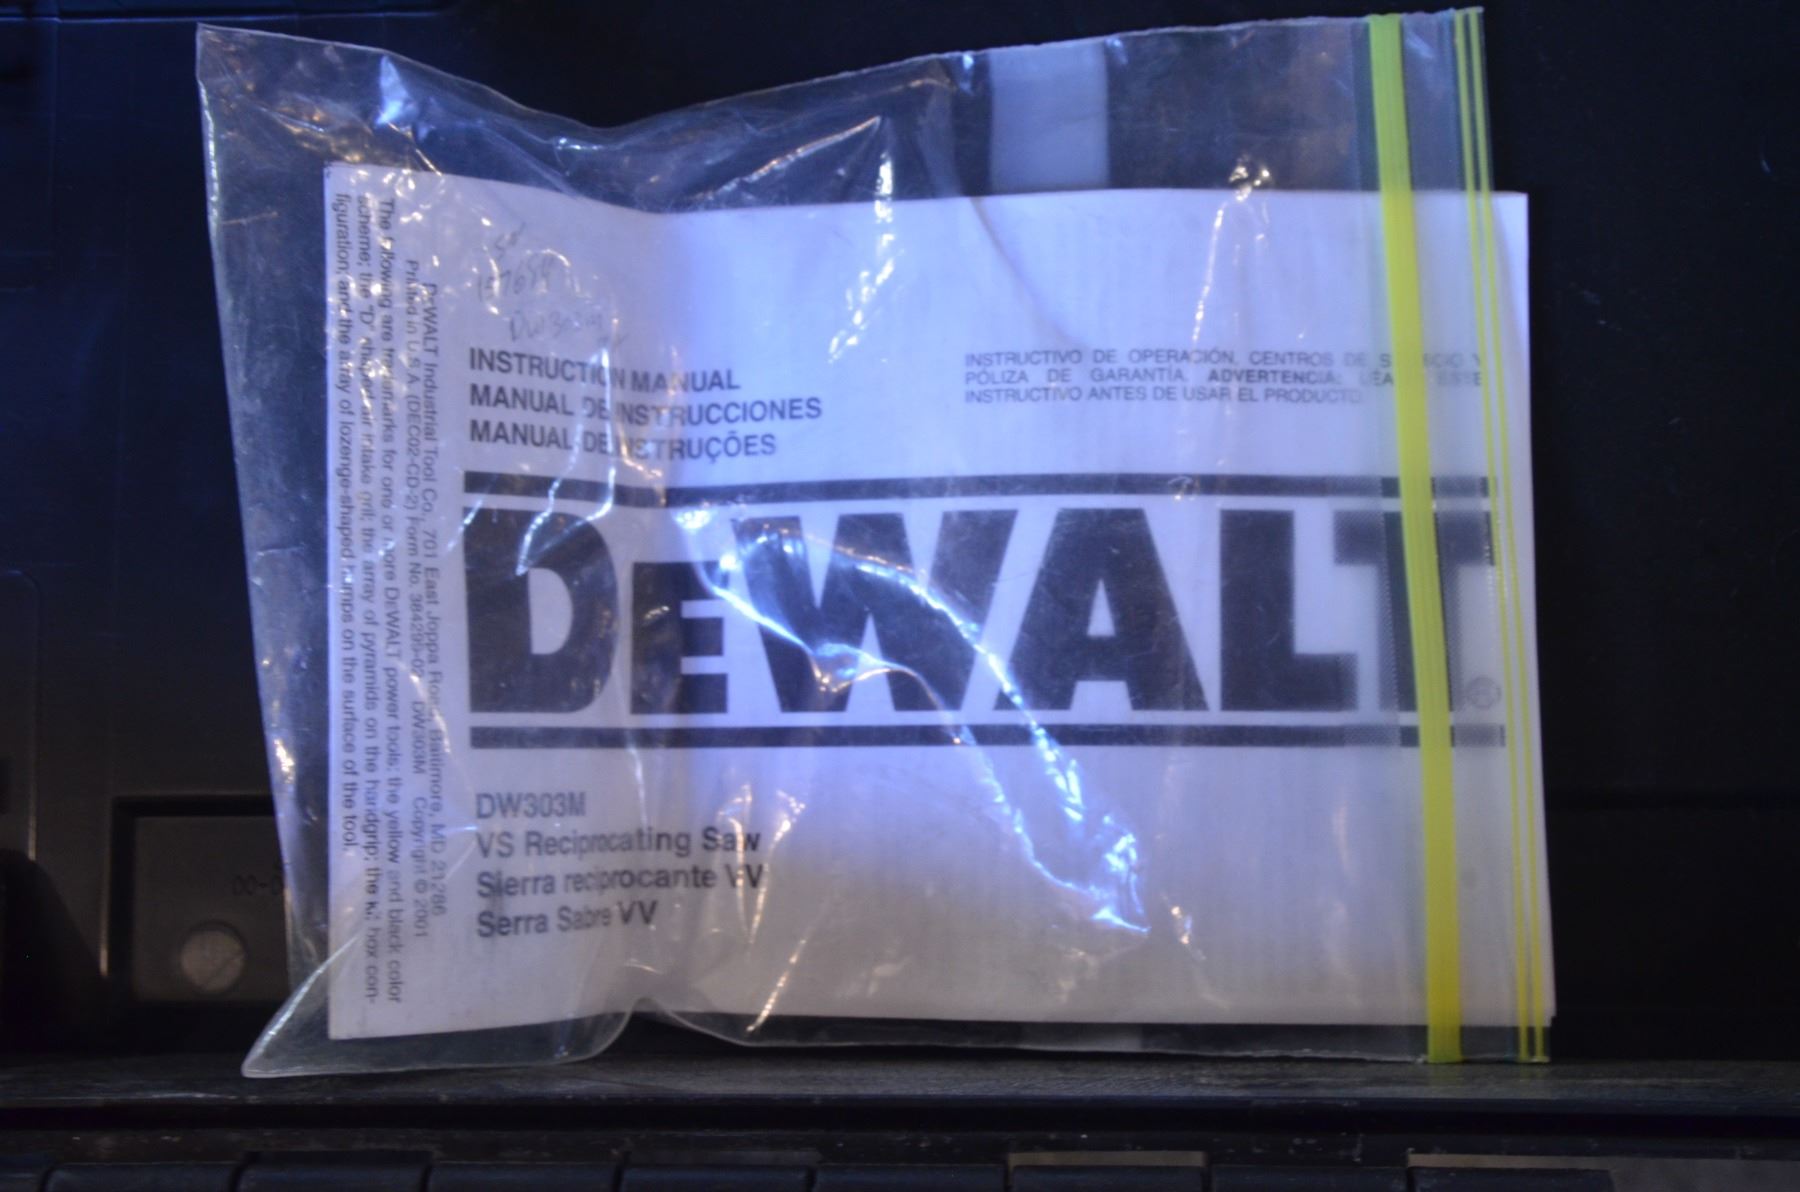 INSTRUCTION MANUAL
MANUAL DE INSTRUCCIONES
MANUAL DE INSTRUÇÕES
INSTRUCTIVO DE OPERACIÓN, CENTROS DE SERVICIO Y
PÓLIZA DE GARANTÍA. ADVERTENCIA: LÉASE ESTE
INSTRUCTIVO ANTES DE USAR EL PRODUCTO.
DEWALT
DW303M
VS Reciprocating Saw
Sierra reciprocante VV
Serra Sabre VV
DEWALT Industrial Tool Co., 701 East Joppa Road, Baltimore, MD 21286
Printed in U.S.A. (DEC02-CD-2) Form No. 384296-02 DW303M Copyright © 2001
The following are trademarks for one or more DEWALT power tools: the yellow and black color
scheme; the "D" shaped air intake grill; the array of pyramids on the handgrip; the kit box con-
figuration; and the array of lozenge-shaped humps on the surface of the tool.